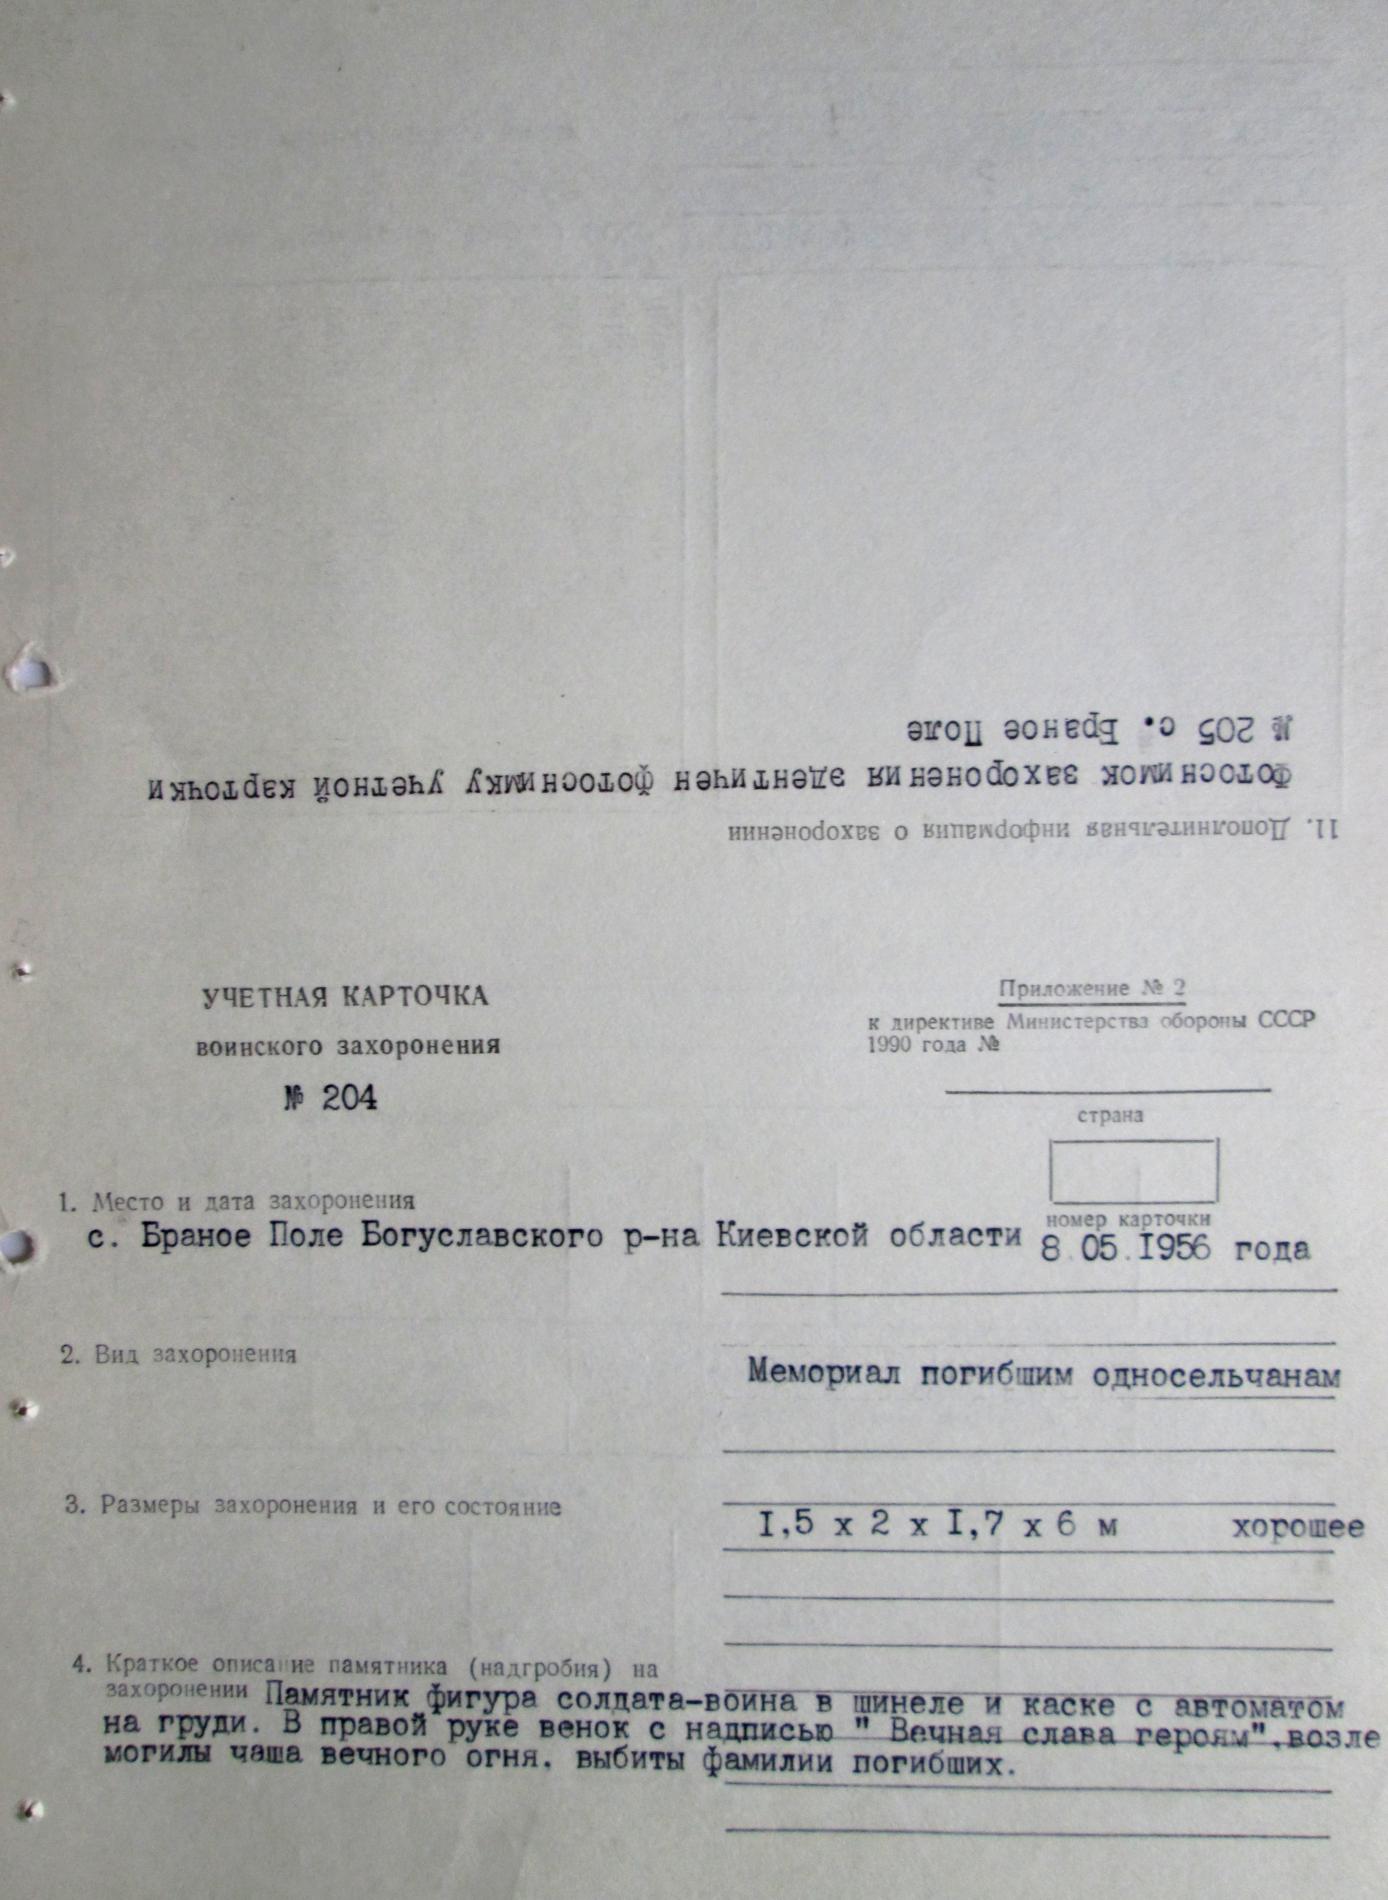 11. Дополнительная информация о захоронении
Фотоснимок захоронения эдентичен фотоснимку учетной карточки
№ 205 с. Браное Поле
УЧЕТНАЯ КАРТОЧКА
воинского захоронения
№ 204
Приложение № 2
к директиве Министерства обороны СССР
1990 года №
страна
номер карточки
1. Место и дата захоронения
с. Браное Поле Богуславского р-на Киевской области 8.05.I956 года
2. Вид захоронения
Мемориал погибшим односельчанам
3. Размеры захоронения и его состояние
I,5 х 2 х I,7 х 6 м хорошее
4. Краткое описание памятника (надгробия) на
захоронении Памятник фигура солдата-воина в шинеле и каске с автоматом
на груди. В правой руке венок с надписью " Вечная слава героям".возле
могилы чаша вечного огня. выбиты фамилии погибших.